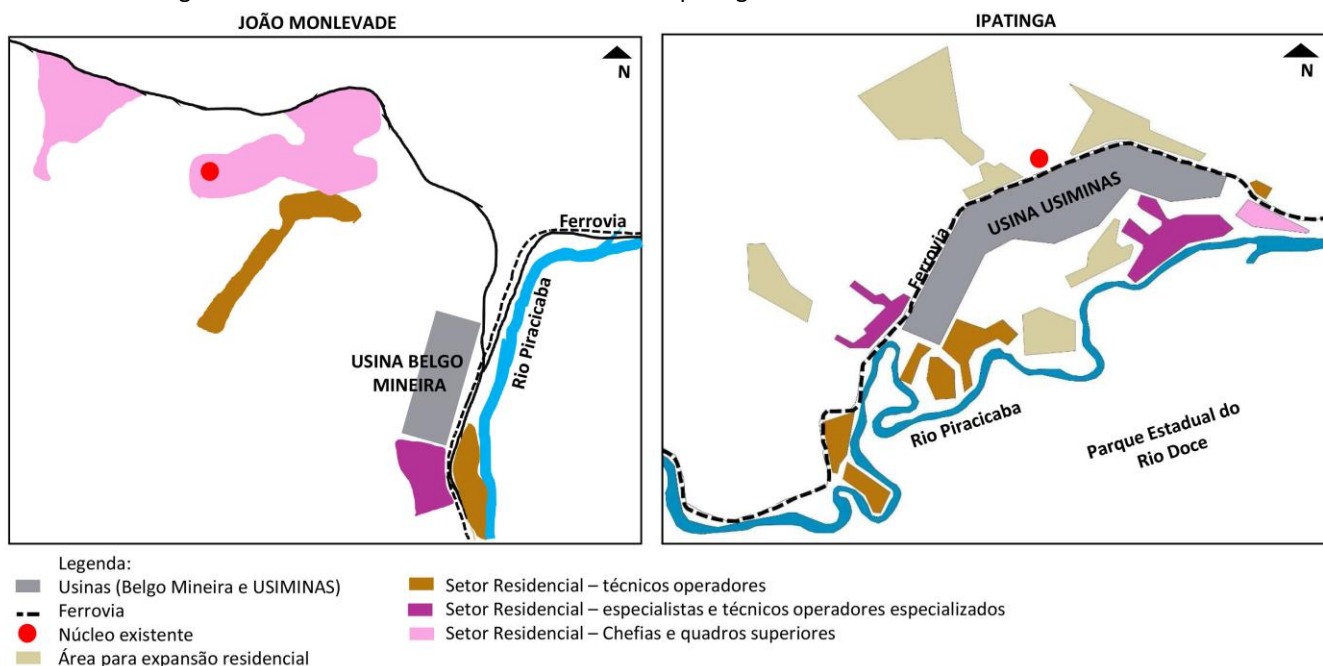 JOÃO MONLEVADE
IPATINGA
N
Ferrovia
USINA BELGO
MINEIRA
Rio Piracicaba
N
USINA USIMINAS
Ferrovia
Rio Piracicaba
Parque Estadual do
Rio Doce
Legenda:
Usinas (Belgo Mineira e USIMINAS)
Ferrovia
Núcleo existente
Área para expansão residencial
Setor Residencial – técnicos operadores
Setor Residencial – especialistas e técnicos operadores especializados
Setor Residencial – Chefias e quadros superiores